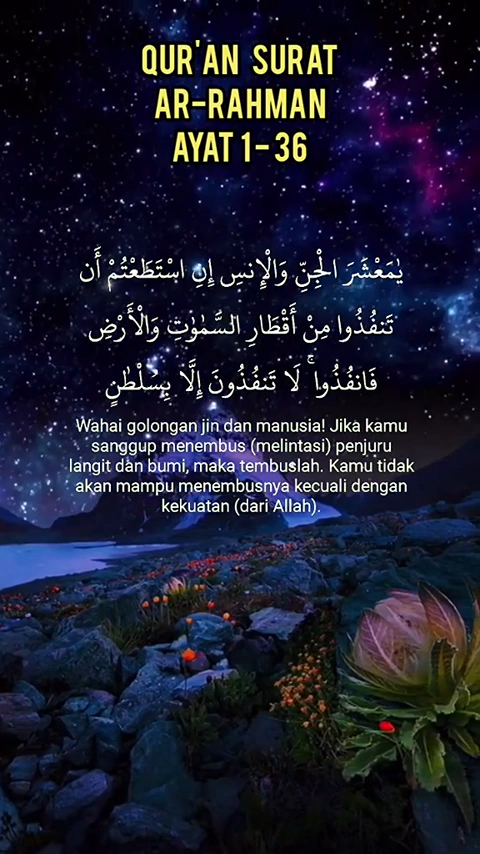 QUR'AN SURAT
AR-RAHMAN
AYAT 1- 36
يٰمَعْشَرَ الْجِنِّ وَالْإِنسِ إِنِ اسْتَطَعْتُمْ أَن
تَنفُذُوا مِنْ أَقْطَارِ السَّمٰوٰتِ وَالْأَرْضِ
فَانفُذُوا ۚ لَا تَنفُذُونَ إِلَّا بِسُلْطٰنٍ
Wahai golongan jin dan manusia! Jika kamu
sanggup menembus (melintasi) penjuru
langit dan bumi, maka tembuslah. Kamu tidak
akan mampu menembusnya kecuali dengan
kekuatan (dari Allah).